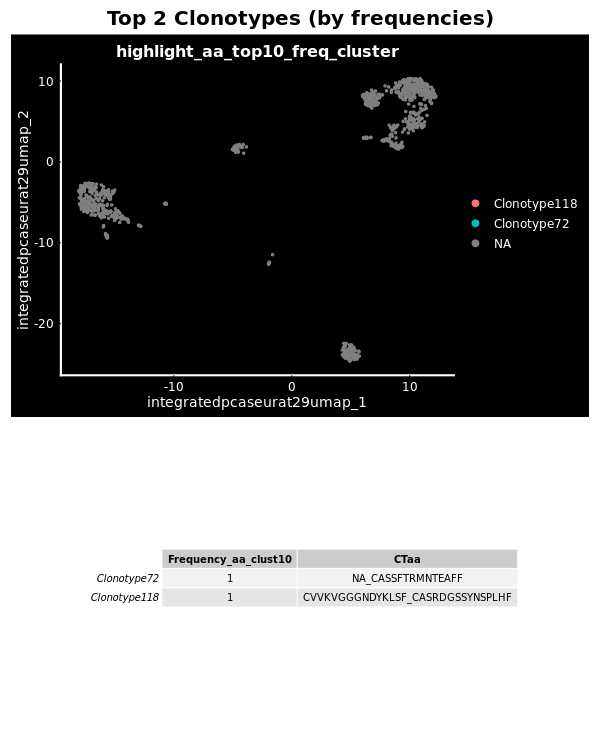 Top 2 Clonotypes (by frequencies)
highlight_aa_top10_freq_cluster
integratedpcaseurat29umap_2
10
0
-10
-20
-10
0
10
integratedpcaseurat29umap_1
Clonotype118
Clonotype72
NA
Frequency_aa_clust10 CTaa
Clonotype72 1 NA_CASSFTRMNTEAFF
Clonotype118 1 CVVKVGGGNDYKLSF_CASRDGSSYNSPLHF